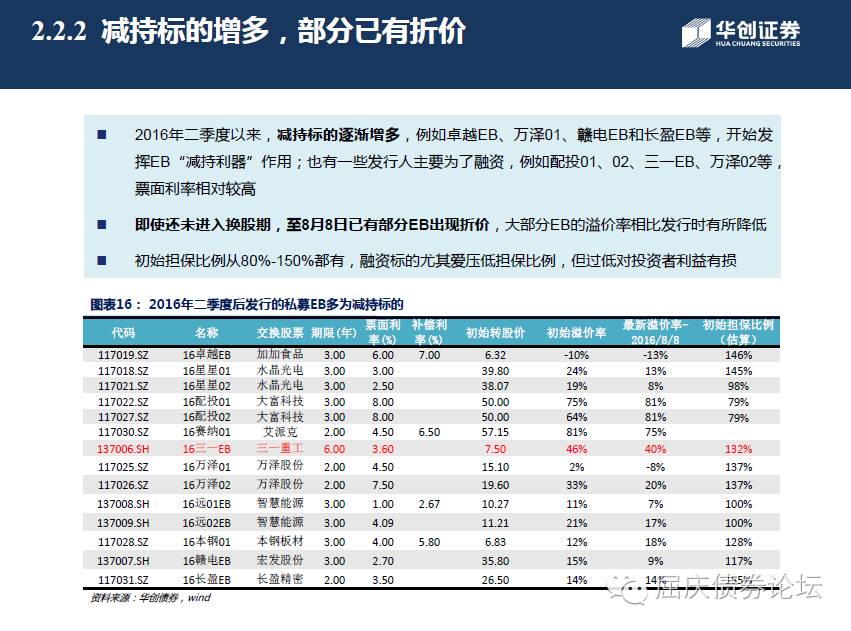 2.2.2 减持标的增多，部分已有折价
华创证券
HUA CHUANG SECURITIES
■ 2016年二季度以来，减持标的逐渐增多，例如卓越EB、万泽01、赣电EB和长盈EB等，开始发
挥EB“减持利器”作用；也有一些发行人主要为了融资，例如配投01、02、三一EB、万泽02等，
票面利率相对较高
■ 即使还未进入换股期，至8月8日已有部分EB出现折价，大部分EB的溢价率相比发行时有所降低
■ 初始担保比例从80%-150%都有，融资标的尤其爱压低担保比例，但过低对投资者利益有损
图表16： 2016年二季度后发行的私募EB多为减持标的
代码 名称 交换股票 期限(年) 票面利率(%) 补偿利率(%) 初始转股价 初始溢价率 最新溢价率-2016/8/8 初始担保比例（估算）
117019.SZ 16卓越EB 加加食品 3.00 6.00 7.00 6.32 -10% -13% 146%
117018.SZ 16星星01 水晶光电 3.00 3.00 39.80 24% 13% 145%
117021.SZ 16星星02 水晶光电 3.00 2.50 38.07 19% 8% 98%
117022.SZ 16配投01 大富科技 3.00 8.00 50.00 75% 81% 79%
117027.SZ 16配投02 大富科技 3.00 8.00 50.00 64% 81% 79%
117030.SZ 16赛纳01 艾派克 2.00 4.50 6.50 57.15 81% 75%
137006.SH 16三一EB 三一重工 6.00 3.60 7.50 46% 40% 132%
117025.SZ 16万泽01 万泽股份 2.00 4.50 15.10 2% -8% 137%
117026.SZ 16万泽02 万泽股份 2.00 7.50 19.60 33% 20% 137%
137008.SH 16远01EB 智慧能源 3.00 1.00 2.67 10.27 11% 7% 100%
137009.SH 16远02EB 智慧能源 3.00 4.09 11.21 21% 17% 100%
117028.SZ 16本钢01 本钢板材 3.00 4.00 5.80 6.83 12% 18% 128%
137007.SH 16赣电EB 宏发股份 3.00 2.70 35.80 15% 9% 117%
117031.SZ 16长盈EB 长盈精密 2.00 3.50 26.50 14% 14%
资料来源：华创债券，wind
屈庆债券论坛